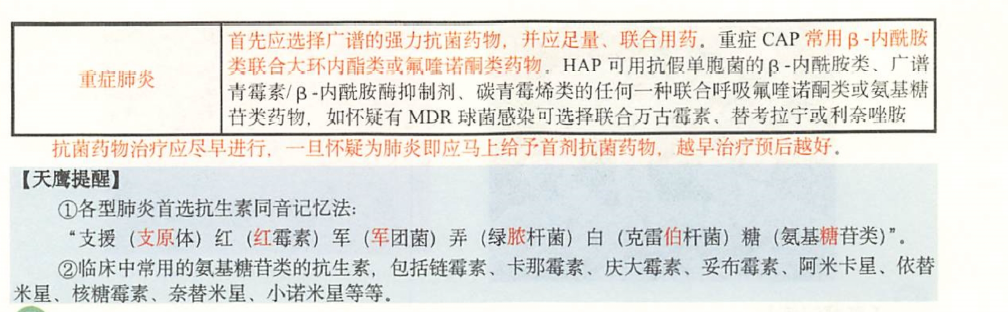 首先应选择广谱的强力抗菌药物，并应足量、联合用药。重症 CAP 常用 β-内酰胺
类联合大环内酯类或氟喹诺酮类药物。HAP 可用抗假单胞菌的β-内酰胺类、广谱
重症肺炎
青霉素/β-内酰胺酶抑制剂、碳青霉烯类的任何一种联合呼吸氟喹诺酮类或氨基糖
苷类药物，如怀疑有 MDR 球菌感染可选择联合万古霉素、替考拉宁或利奈唑胺
抗菌药物治疗应尽早进行，一旦怀疑为肺炎即应马上给予首剂抗菌药物，越早治疗预后越好。
【天鹰提醒】
①各型肺炎首选抗生素同音记忆法：
“支援（支原体）红（红霉素）军（军团菌）弄（绿脓杆菌）白（克雷伯杆菌）糖（氨基糖苷类）”。
②临床中常用的氨基糖苷类的抗生素，包括链霉素、卡那霉素、庆大霉素、妥布霉素、阿米卡星、依替
米星、核糖霉素、奈替米星、小诺米星等等。